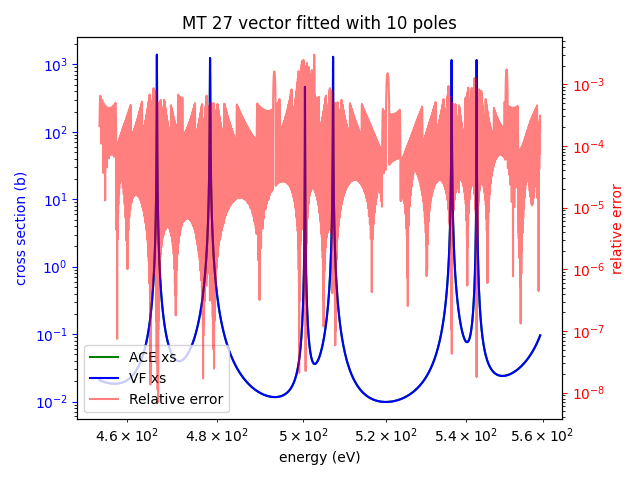 MT 27 vector fitted with 10 poles
10³
10²
10¹
10⁰
10⁻¹
10⁻²
cross section (b)
10⁻³
10⁻⁴
10⁻⁵
10⁻⁶
10⁻⁷
10⁻⁸
relative error
ACE xs
VF xs
Relative error
4.6 × 10² 4.8 × 10² 5 × 10² 5.2 × 10² 5.4 × 10² 5.6 × 10²
energy (eV)